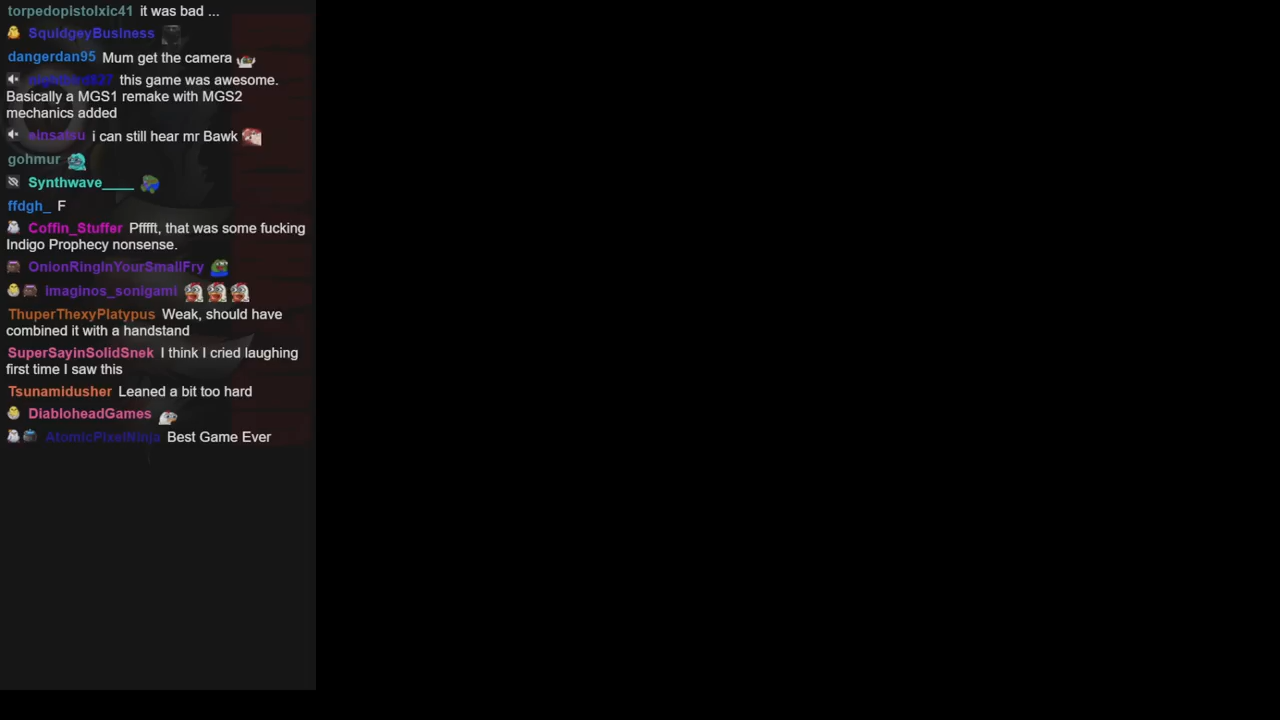 torpedopistolxic41 it was bad ...
SquidgeyBusiness
dangerdan95 Mum get the camera
this game was awesome.
Basically a MGS1 remake with MGS2
mechanics added
einsatsu i can still hear mr Bawk
gohmur
Synthwave____
ffdgh_ F
Coffin_Stuffer Pfffft, that was some fucking
Indigo Prophecy nonsense.
OnionRingInYourSmallFry
imaginos_sonigami
ThuperThexyPlatypus Weak, should have
combined it with a handstand
SuperSayinSolidSnek I think I cried laughing
first time I saw this
Tsunamidusher Leaned a bit too hard
DiabloheadGames
AtomicPixelNinja Best Game Ever